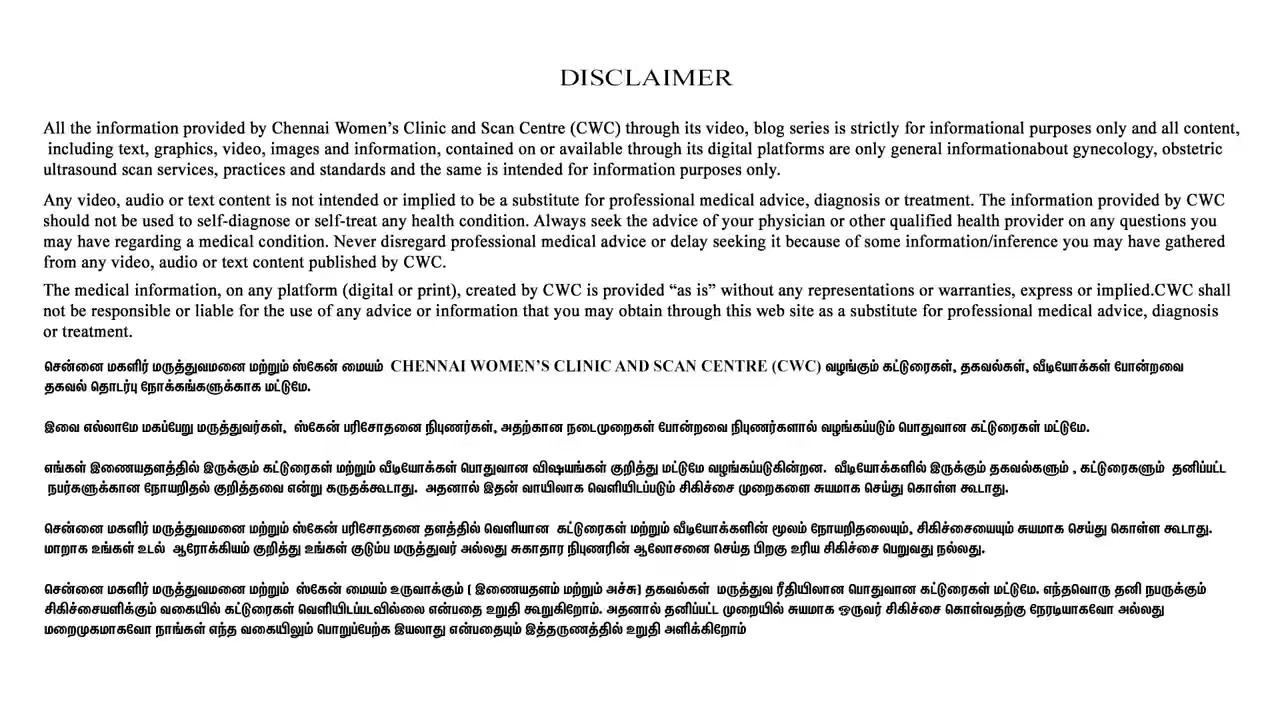 DISCLAIMER
All the information provided by Chennai Women’s Clinic and Scan Centre (CWC) through its video, blog series is strictly for informational purposes only and all content,
including text, graphics, video, images and information, contained on or available through its digital platforms are only general informationabout gynecology, obstetric
ultrasound scan services, practices and standards and the same is intended for information purposes only.
Any video, audio or text content is not intended or implied to be a substitute for professional medical advice, diagnosis or treatment. The information provided by CWC
should not be used to self-diagnose or self-treat any health condition. Always seek the advice of your physician or other qualified health provider on any questions you
may have regarding a medical condition. Never disregard professional medical advice or delay seeking it because of some information/inference you may have gathered
from any video, audio or text content published by CWC.
The medical information, on any platform (digital or print), created by CWC is provided “as is” without any representations or warranties, express or implied.CWC shall
not be responsible or liable for the use of any advice or information that you may obtain through this web site as a substitute for professional medical advice, diagnosis
or treatment.
சென்னை மகளிர் மருத்துவமனை மற்றும் ஸ்கேன் மையம் CHENNAI WOMEN’S CLINIC AND SCAN CENTRE (CWC) வழங்கும் கட்டுரைகள், தகவல்கள், வீடியோக்கள் போன்றவை
தகவல் தொடர்பு நோக்கங்களுக்காக மட்டுமே.
இவை எல்லாமே மகப்பேறு மருத்துவர்கள், ஸ்கேன் பரிசோதனை நிபுணர்கள், அதற்கான நடைமுறைகள் போன்றவை நிபுணர்களால் வழங்கப்படும் பொதுவான கட்டுரைகள் மட்டுமே.
எங்கள் இணையதளத்தில் இருக்கும் கட்டுரைகள் மற்றும் வீடியோக்கள் பொதுவான விஷயங்கள் குறித்து மட்டுமே வழங்கப்படுகின்றன. வீடியோக்களில் இருக்கும் தகவல்களும் , கட்டுரைகளும் தனிப்பட்ட
நபர்களுக்கான நோயறிதல் குறித்தவை என்று கருதக்கூடாது. அதனால் இதன் வாயிலாக வெளியிடப்படும் சிகிச்சை முறைகளை சுயமாக செய்து கொள்ள கூடாது.
சென்னை மகளிர் மருத்துவமனை மற்றும் ஸ்கேன் பரிசோதனை தளத்தில் வெளியான கட்டுரைகள் மற்றும் வீடியோக்களின் மூலம் நோயறிதலையும், சிகிச்சையையும் சுயமாக செய்து கொள்ள கூடாது.
மாறாக உங்கள் உடல் ஆரோக்கியம் குறித்து உங்கள் குடும்ப மருத்துவர் அல்லது சுகாதார நிபுணரின் ஆலோசனை செய்த பிறகு உரிய சிகிச்சை பெறுவது நல்லது.
சென்னை மகளிர் மருத்துவமனை மற்றும் ஸ்கேன் மையம் உருவாக்கும் ( இணையதளம் மற்றும் அச்சு) தகவல்கள் மருத்துவ ரீதியிலான பொதுவான கட்டுரைகள் மட்டுமே. எந்தவொரு தனி நபருக்கும்
சிகிச்சையளிக்கும் வகையில் கட்டுரைகள் வெளியிடப்படவில்லை என்பதை உறுதி கூறுகிறோம். அதனால் தனிப்பட்ட முறையில் சுயமாக ஒருவர் சிகிச்சை கொள்வதற்கு நேரடியாகவோ அல்லது
மறைமுகமாகவோ நாங்கள் எந்த வகையிலும் பொறுப்பேற்க இயலாது என்பதையும் இத்தருணத்தில் உறுதி அளிக்கிறோம்